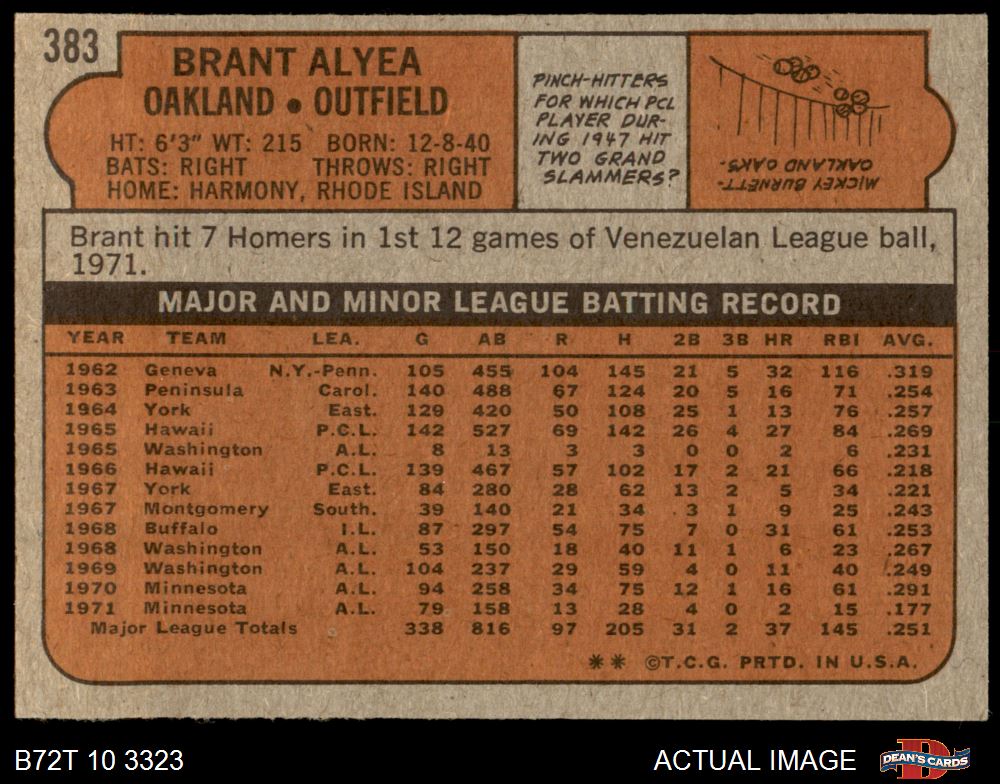 383
BRANT ALYEA
OAKLAND • OUTFIELD
HT: 6'3" WT: 215 BORN: 12-8-40
BATS: RIGHT THROWS: RIGHT
HOME: HARMONY, RHODE ISLAND
PINCH-HITTERS
FOR WHICH PCL
PLAYER DUR-
ING 1947 HIT
TWO GRAND
SLAMMERS?
MICKEY BURNETT-
OAKLAND OAKS.
Brant hit 7 Homers in 1st 12 games of Venezuelan League ball,
1971.
MAJOR AND MINOR LEAGUE BATTING RECORD
YEAR TEAM LEA. G AB R H 2B 3B HR RBI AVG.
1962 Geneva N.Y.-Penn. 105 455 104 145 21 5 32 116 .319
1963 Peninsula Carol. 140 488 67 124 20 5 16 71 .254
1964 York East. 129 420 50 108 25 1 13 76 .257
1965 Hawaii P.C.L. 142 527 69 142 26 4 27 84 .269
1965 Washington A.L. 8 13 3 3 0 0 2 6 .231
1966 Hawaii P.C.L. 139 467 57 102 17 2 21 66 .218
1967 York East. 84 280 28 62 13 2 5 34 .221
1967 Montgomery South. 39 140 21 34 3 1 9 25 .243
1968 Buffalo I.L. 87 297 54 75 7 0 31 61 .253
1968 Washington A.L. 53 150 18 40 11 1 6 23 .267
1969 Washington A.L. 104 237 29 59 4 0 11 40 .249
1970 Minnesota A.L. 94 258 34 75 12 1 16 61 .291
1971 Minnesota A.L. 79 158 13 28 4 0 2 15 .177
Major League Totals 338 816 97 205 31 2 37 145 .251
** ©T.C.G. PRTD. IN U.S.A.
B72T 10 3323
ACTUAL IMAGE
DEAN'S CARDS